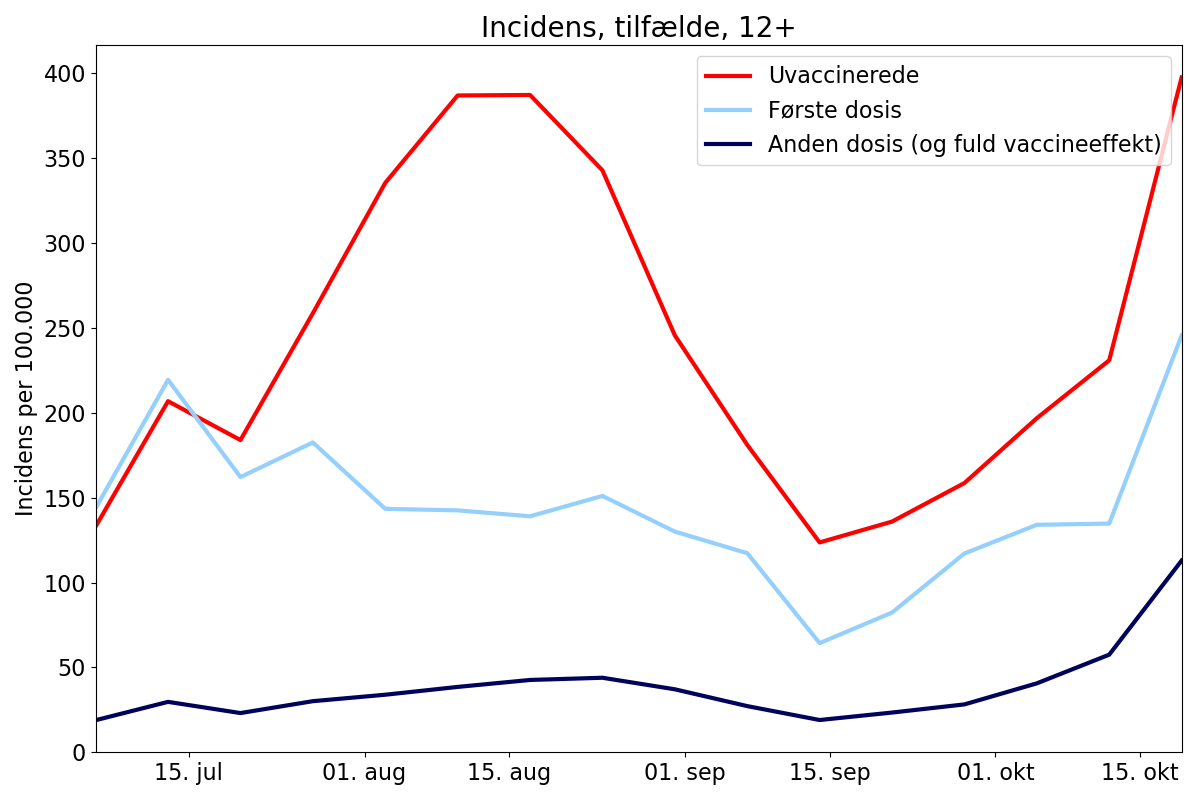 Incidens, tilfælde, 12+
Uvaccinerede
Første dosis
Anden dosis (og fuld vaccineeffekt)
Incidens per 100.000
400
350
300
250
200
150
100
50
0
15. jul
01. aug
15. aug
01. sep
15. sep
01. okt
15. okt